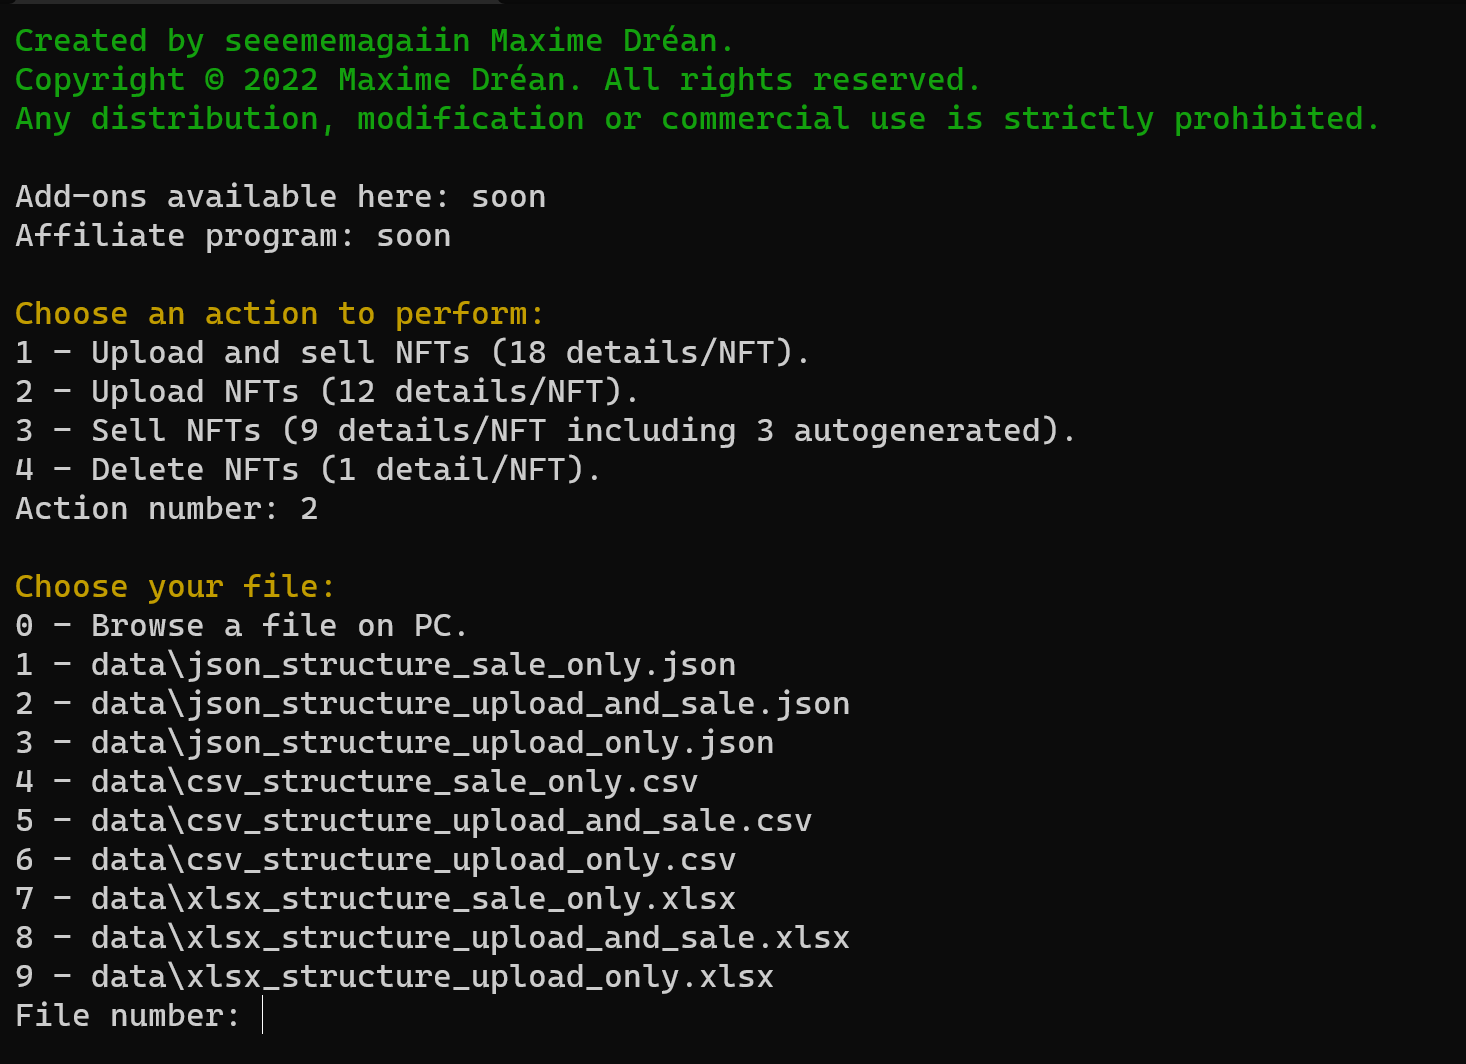 Created by seeememagaiin Maxime Dréan.
Copyright © 2022 Maxime Dréan. All rights reserved.
Any distribution, modification or commercial use is strictly prohibited.
Add-ons available here: soon
Affiliate program: soon
Choose an action to perform:
1 - Upload and sell NFTs (18 details/NFT).
2 - Upload NFTs (12 details/NFT).
3 - Sell NFTs (9 details/NFT including 3 autogenerated).
4 - Delete NFTs (1 detail/NFT).
Action number: 2
Choose your file:
0 - Browse a file on PC.
1 - data\json_structure_sale_only.json
2 - data\json_structure_upload_and_sale.json
3 - data\json_structure_upload_only.json
4 - data\csv_structure_sale_only.csv
5 - data\csv_structure_upload_and_sale.csv
6 - data\csv_structure_upload_only.csv
7 - data\xlsx_structure_sale_only.xlsx
8 - data\xlsx_structure_upload_and_sale.xlsx
9 - data\xlsx_structure_upload_only.xlsx
File number: